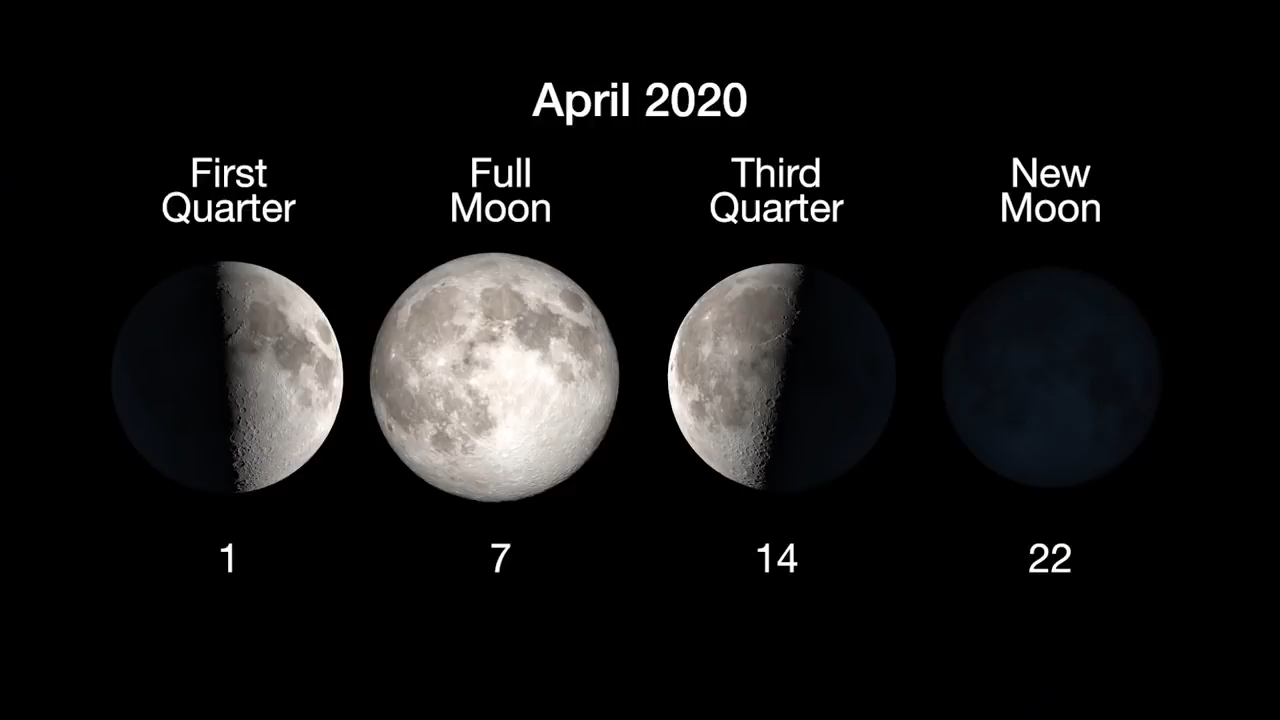 April 2020
First
Quarter
Full
Moon
Third
Quarter
New
Moon
1
7
14
22